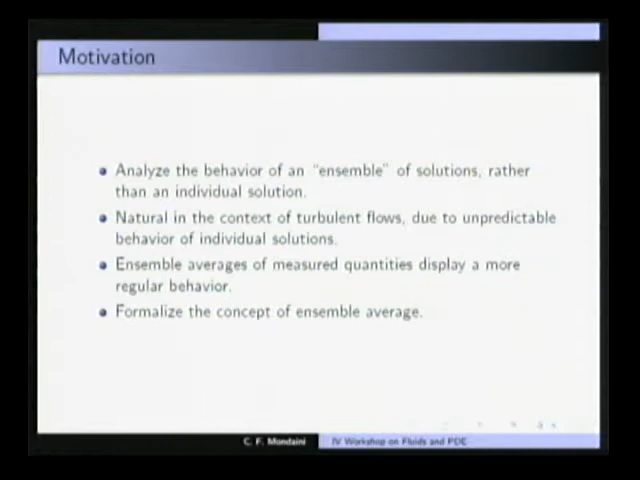 Motivation
Analyze the behavior of an "ensemble" of solutions, rather
than an individual solution.
Natural in the context of turbulent flows, due to unpredictable
behavior of individual solutions.
Ensemble averages of measured quantities display a more
regular behavior.
Formalize the concept of ensemble average.
C. F. Mondaini
IV Workshop on Fluids and PDE